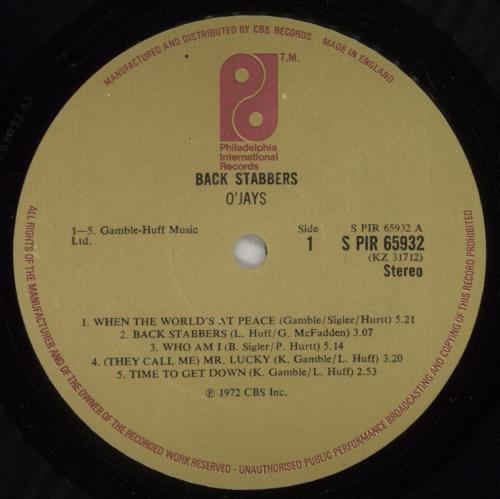 MANUFACTURED AND DISTRIBUTED BY CBS RECORDS. MADE IN ENGLAND
T.M.
Philadelphia
International
Records
BACK STABBERS
O'JAYS
1—5. Gamble-Huff Music
Ltd.
Side
1
S PIR 65932 A
S PIR 65932
(KZ 31712)
Stereo
1. WHEN THE WORLD'S AT PEACE (Gamble/Sigler/Hurtt) 5.21
2. BACK STABBERS (L. Huff/G. McFadden) 3.07
3. WHO AM I (B. Sigler/P. Hurtt) 5.14
4. (THEY CALL ME) MR. LUCKY (K. Gamble/L. Huff) 3.20
5. TIME TO GET DOWN (K. Gamble/L. Huff) 2.53
℗ 1972 CBS Inc.
ALL RIGHTS OF THE MANUFACTURER AND OF THE OWNER OF THE RECORDED WORK RESERVED - UNAUTHORISED PUBLIC PERFORMANCE BROADCASTING AND COPYING OF THIS RECORD PROHIBITED